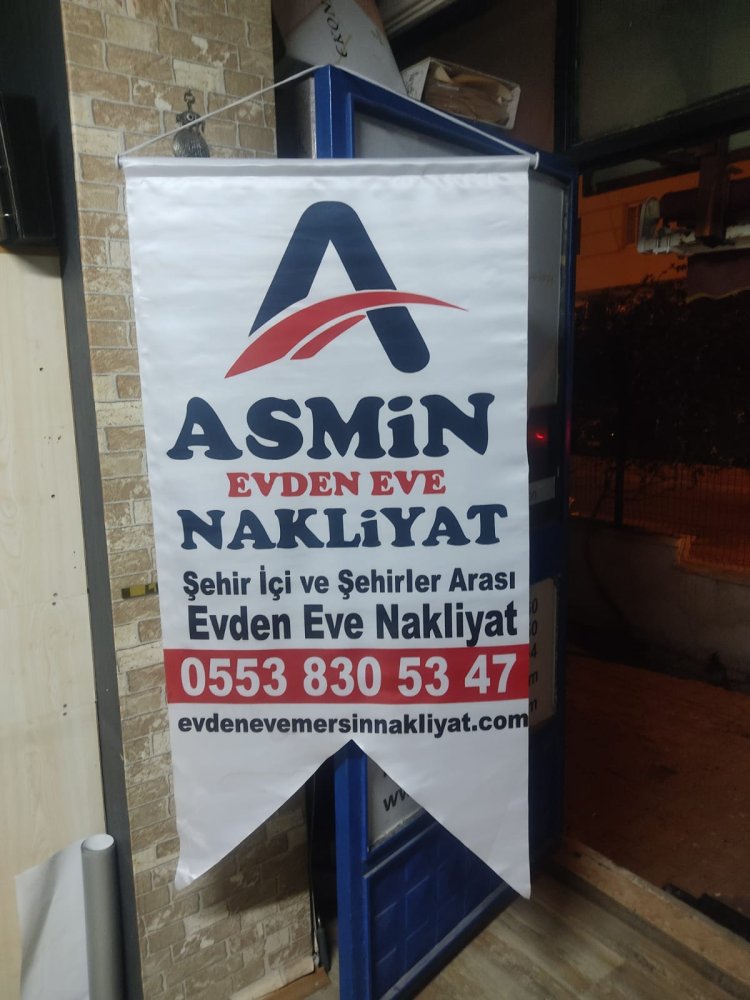 ASMiN
EVDEN EVE
NAKLiYAT
Şehir İçi ve Şehirler Arası
Evden Eve Nakliyat
0553 830 53 47
evdenevemersinnakliyat.com